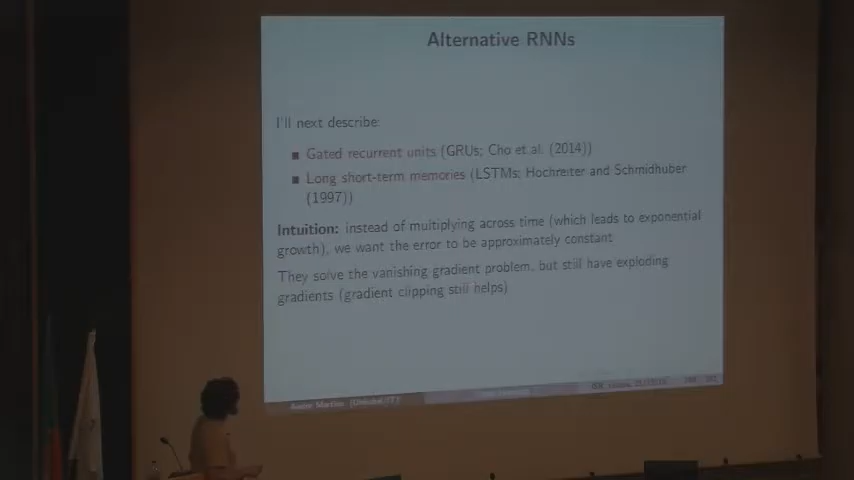 Alternative RNNs
I'll next describe:
Gated recurrent units (GRUs; Cho et al. (2014))
Long short-term memories (LSTMs; Hochreiter and Schmidhuber
(1997))
Intuition: instead of multiplying across time (which leads to exponential
growth), we want the error to be approximately constant
They solve the vanishing gradient problem, but still have exploding
gradients (gradient clipping still helps)